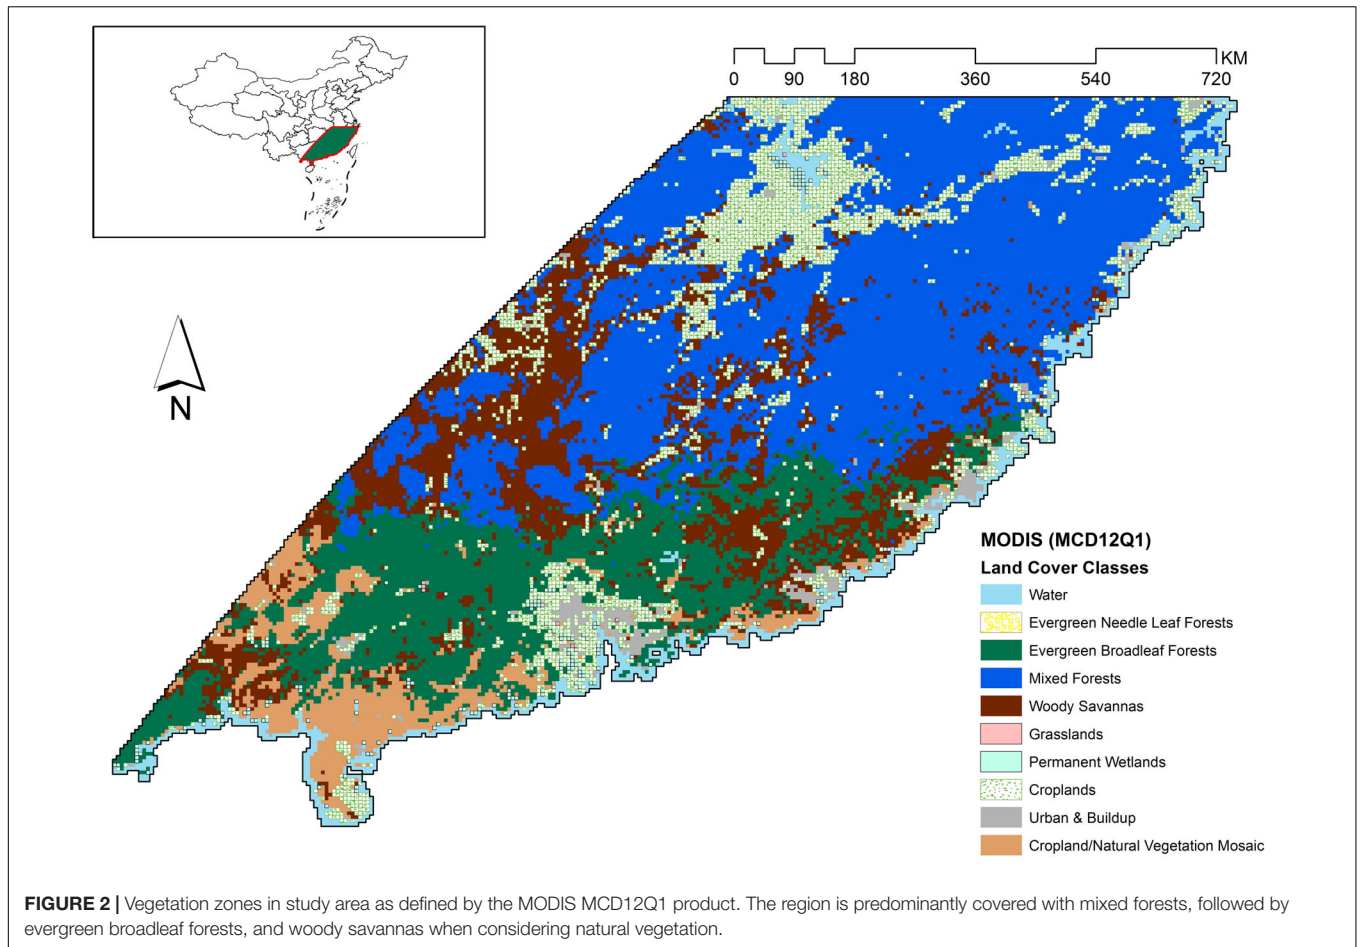 KM
0 90 180 360 540 720
N
MODIS (MCD12Q1)
Land Cover Classes
Water
Evergreen Needle Leaf Forests
Evergreen Broadleaf Forests
Mixed Forests
Woody Savannas
Grasslands
Permanent Wetlands
Croplands
Urban & Buildup
Cropland/Natural Vegetation Mosaic
FIGURE 2 | Vegetation zones in study area as defined by the MODIS MCD12Q1 product. The region is predominantly covered with mixed forests, followed by
evergreen broadleaf forests, and woody savannas when considering natural vegetation.